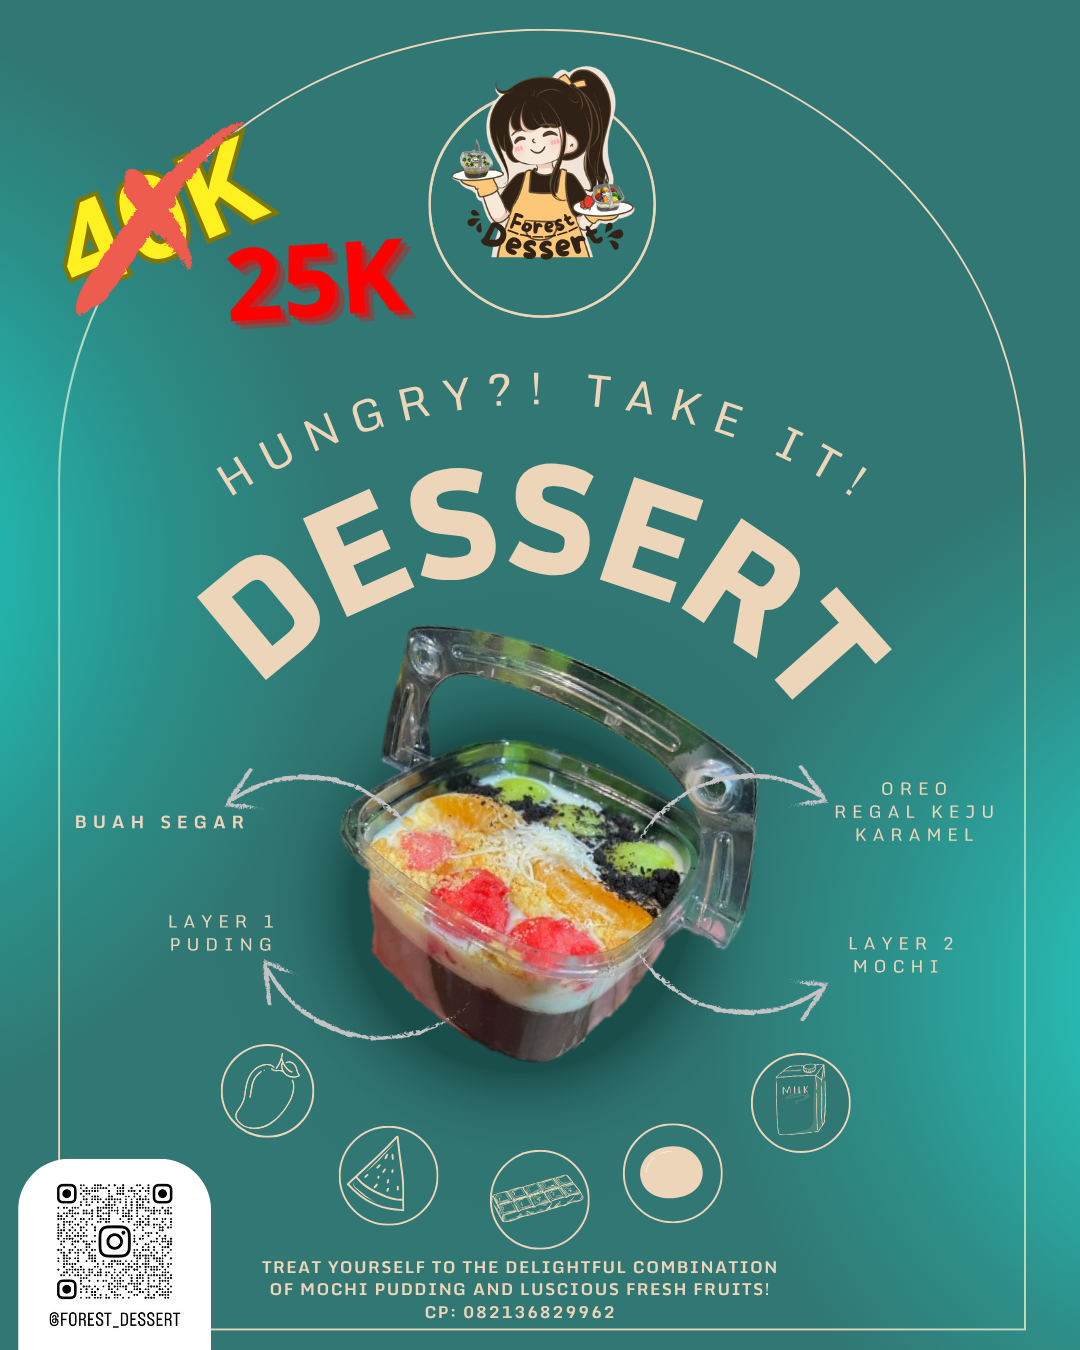 40K
25K
Forest
Dessert
HUNGRY?! TAKE IT!
DESSERT
BUAH SEGAR
OREO
REGAL KEJU
KARAMEL
LAYER 1
PUDING
LAYER 2
MOCHI
MILK
TREAT YOURSELF TO THE DELIGHTFUL COMBINATION
OF MOCHI PUDDING AND LUSCIOUS FRESH FRUITS!
CP: 082136829962
@FOREST_DESSERT